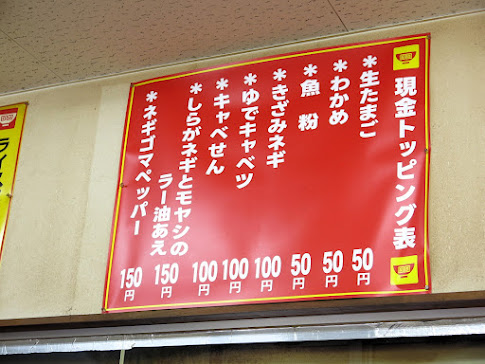 現金トッピング表
＊生たまご 50円
＊わかめ 50円
＊魚粉 50円
＊きざみネギ 100円
＊ゆでキャベツ 100円
＊キャベせん 100円
＊しらがネギとモヤシの
ラー油あえ 150円
＊ネギゴマペッパー 150円
ライス